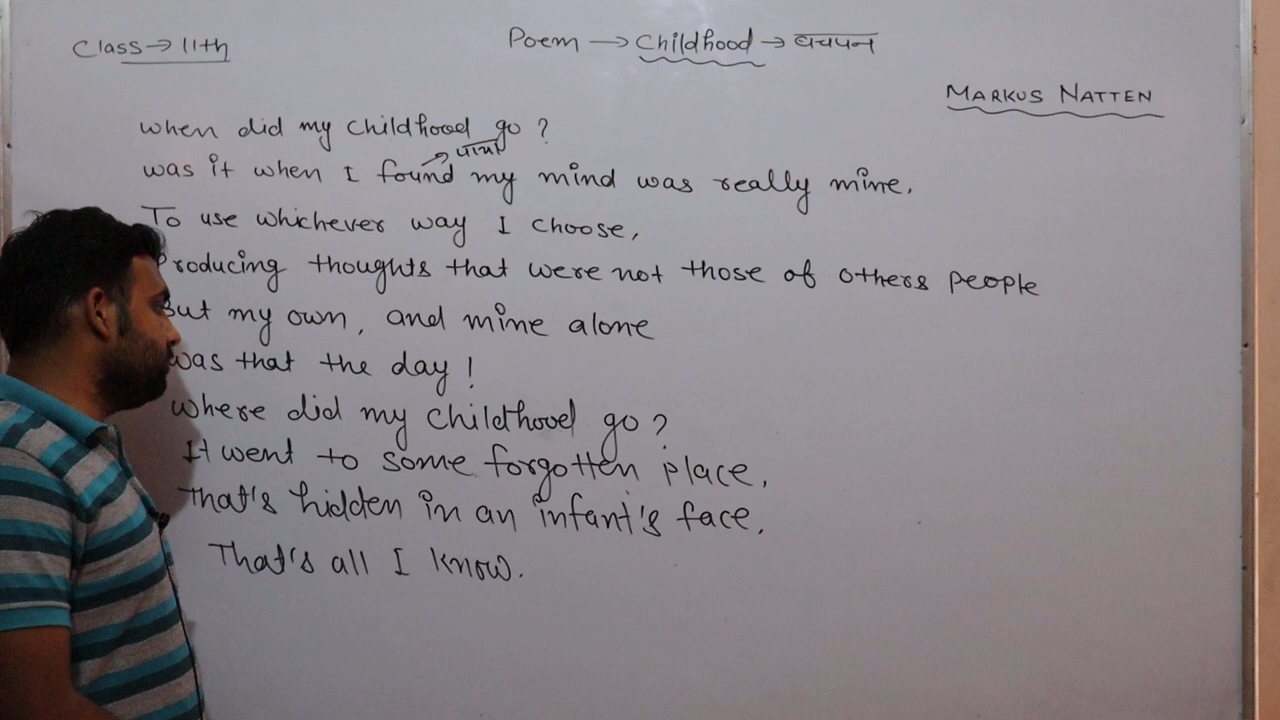 Class → 11th
Poem → Childhood → बचपन
MARKUS NATTEN
When did my childhood go ?
→ पाया
was it when I found my mind was really mine,
To use whichever way I choose,
Producing thoughts that were not those of others people
But my own, and mine alone
was that the day !
Where did my childhood go ?
It went to some forgotten place,
That's hidden in an infant's face,
That's all I know.